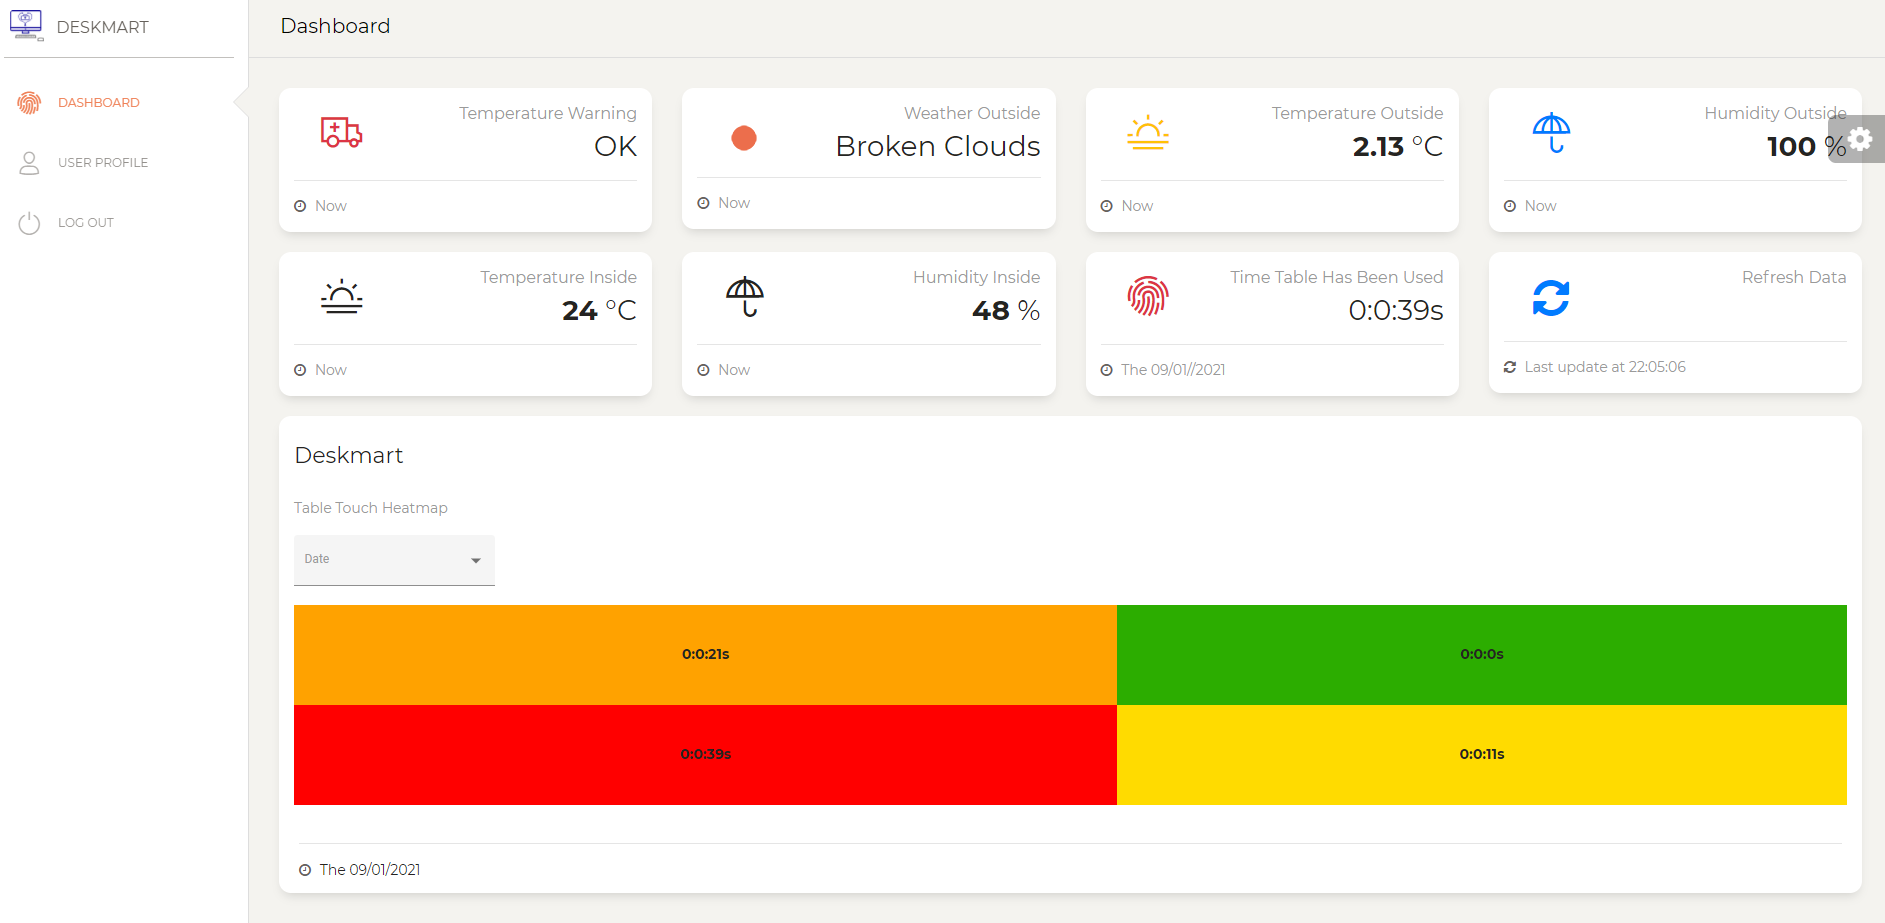 DESKMART
Dashboard
DASHBOARD
USER PROFILE
LOG OUT
Temperature Warning
OK
Now
Weather Outside
Broken Clouds
Now
Temperature Outside
2.13 °C
Now
Humidity Outside
100 %
Now
Temperature Inside
24 °C
Now
Humidity Inside
48 %
Now
Time Table Has Been Used
0:0:39s
The 09/01//2021
Refresh Data
Last update at 22:05:06
Deskmart
Table Touch Heatmap
Date
0:0:21s
0:0:0s
0:0:39s
0:0:11s
The 09/01/2021